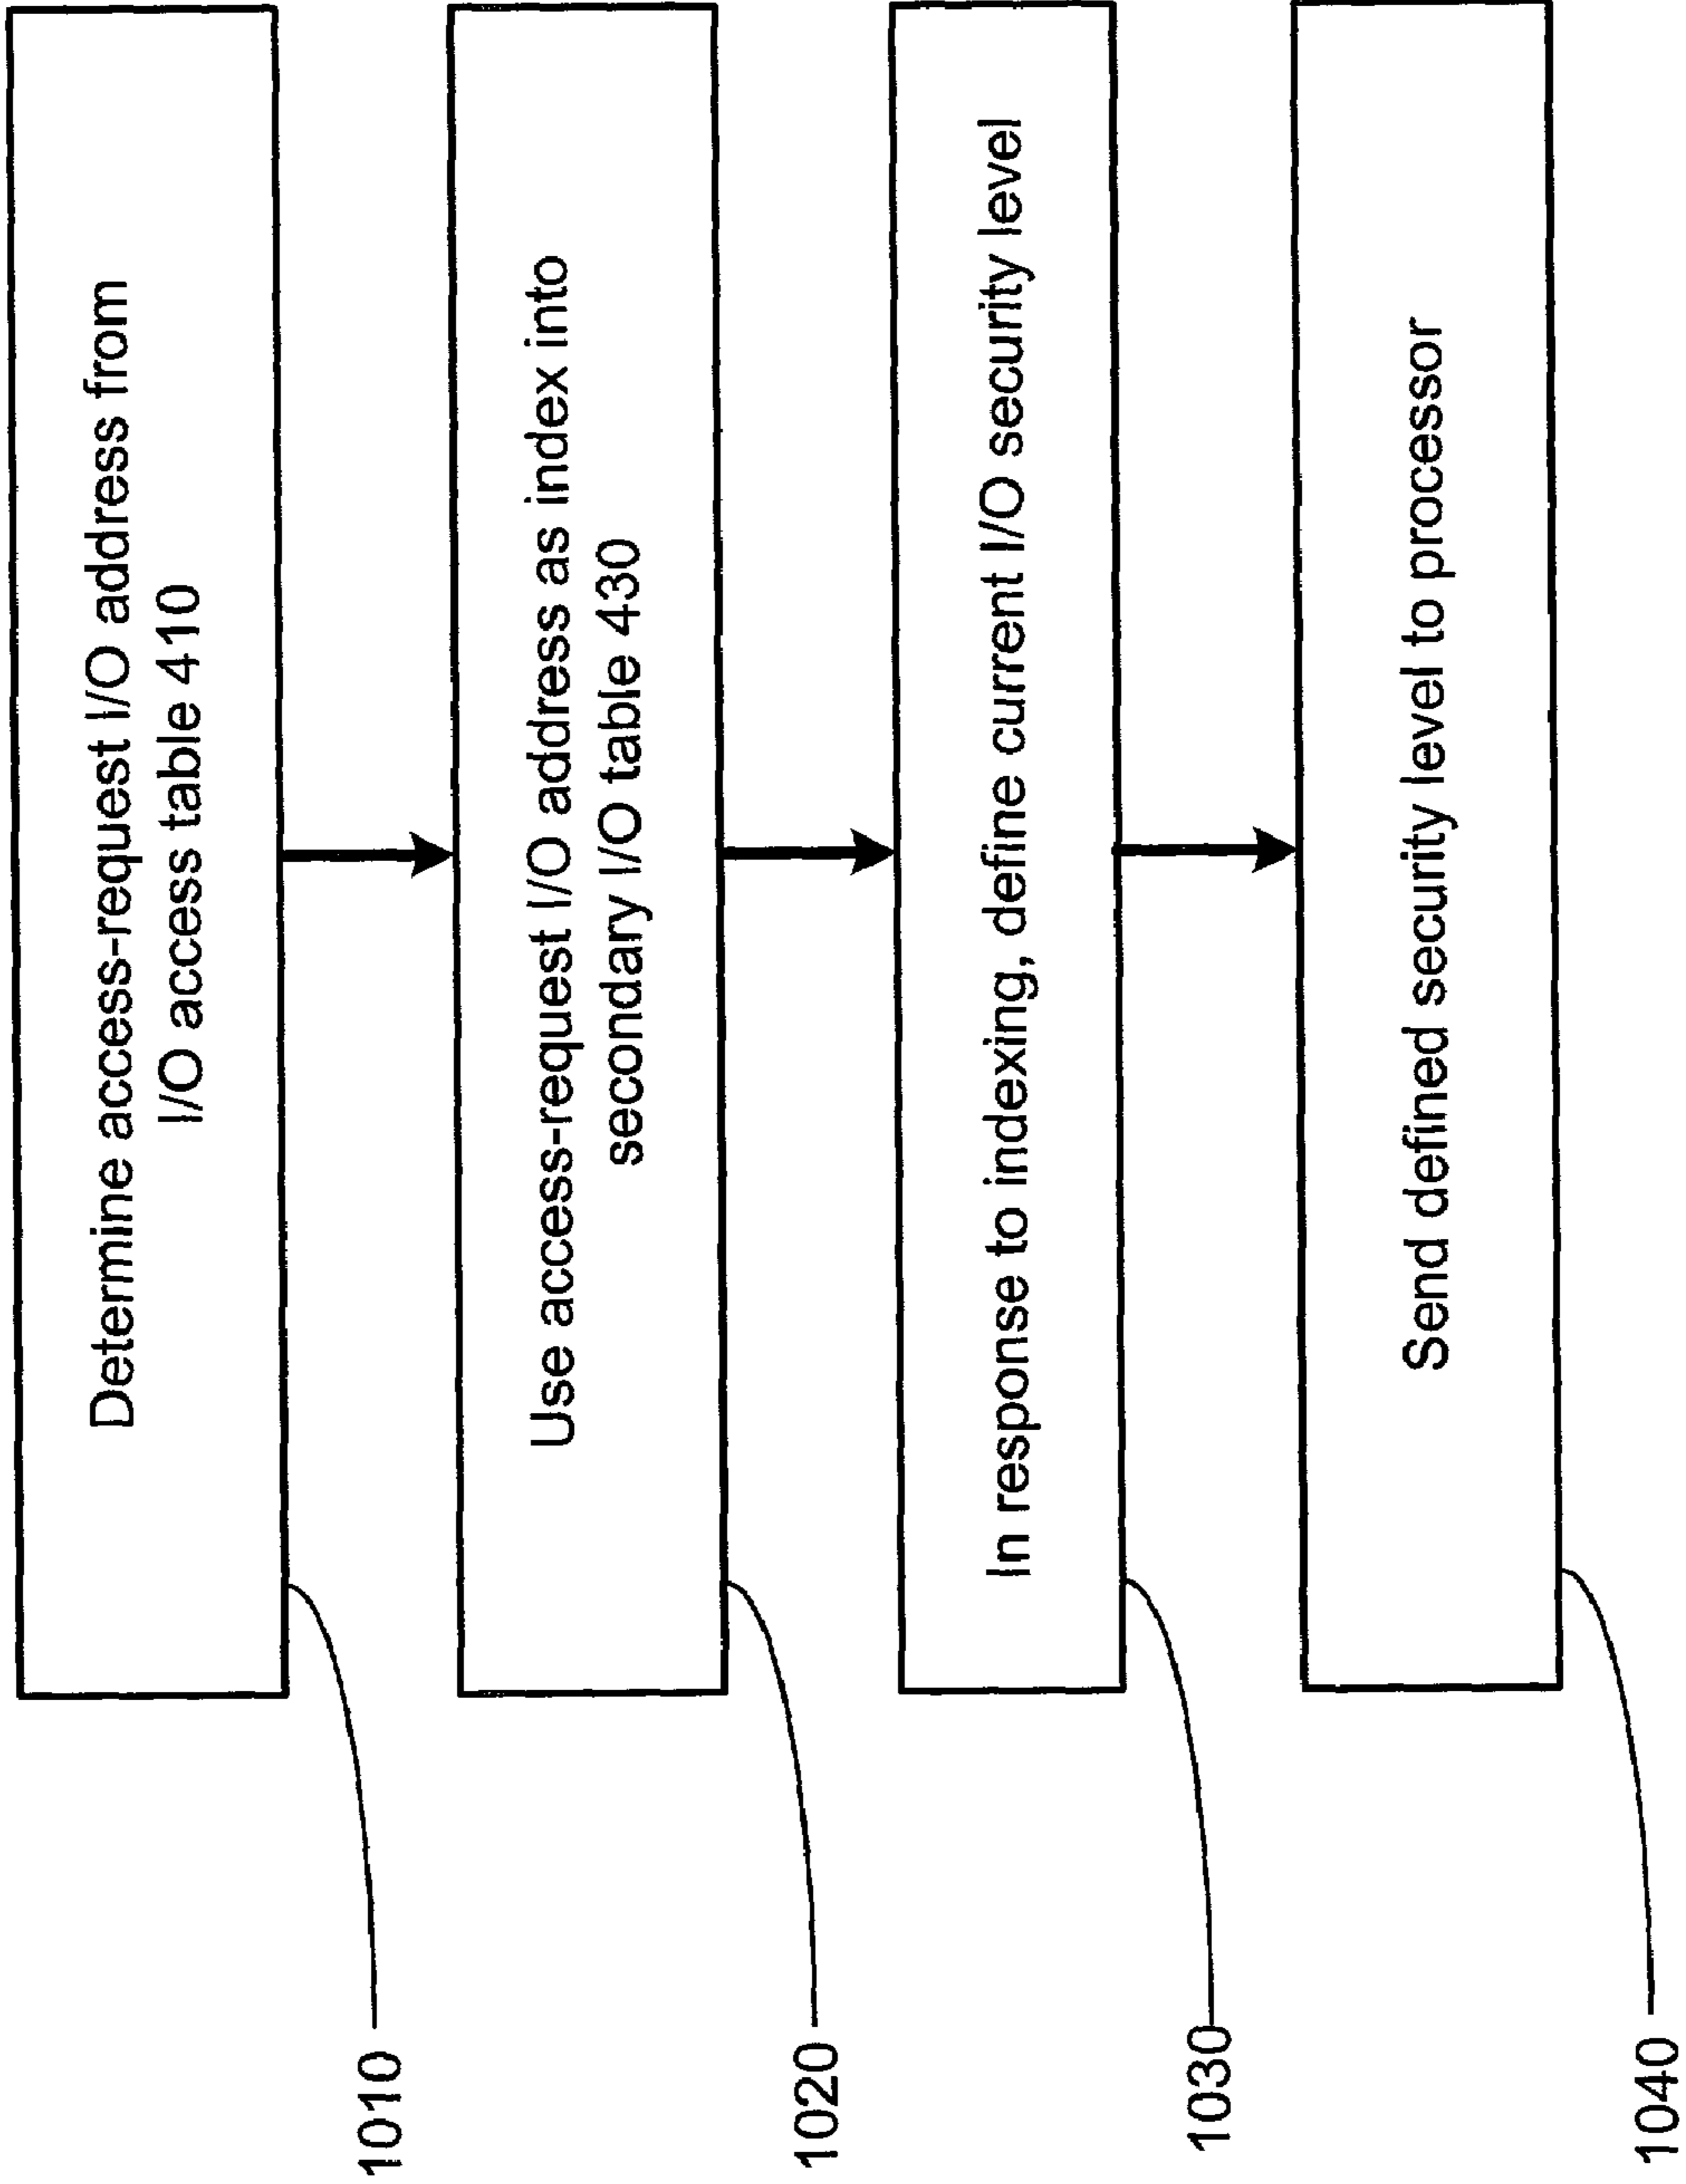 Determine access-request I/O address from
I/O access table 410
1010
Use access-request I/O address as index into
secondary I/O table 430
1020
In response to indexing, define current I/O security level
1030
Send defined security level to processor
1040